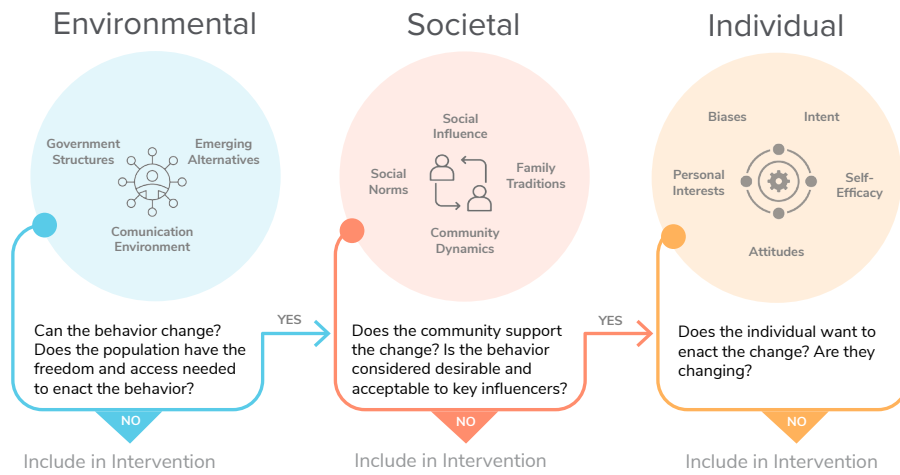 Environmental
Government
Structures
Emerging
Alternatives
Comunication
Environment
Can the behavior change?
Does the population have the
freedom and access needed
to enact the behavior?
YES
NO
Include in Intervention
Societal
Social
Influence
Social
Norms
Family
Traditions
Community
Dynamics
Does the community support
the change? Is the behavior
considered desirable and
acceptable to key influencers?
YES
NO
Include in Intervention
Individual
Biases
Intent
Personal
Interests
Self-
Efficacy
Attitudes
Does the individual want to
enact the change? Are they
changing?
NO
Include in Intervention